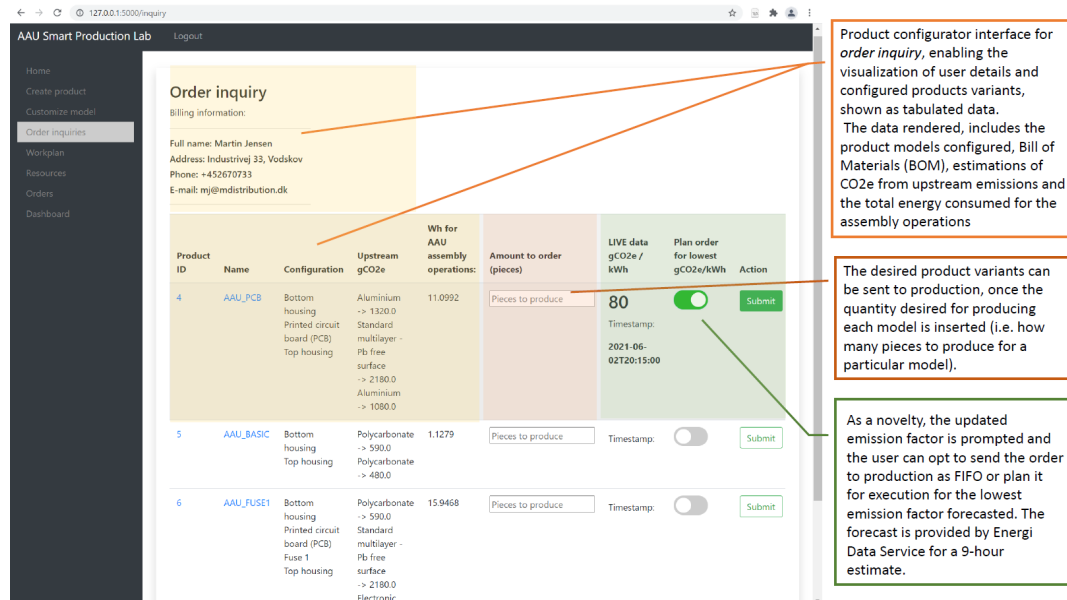 127.0.0.1:5000/inquiry
AAU Smart Production Lab
Logout
Home
Create product
Customize model
Order inquiries
Workplan
Resources
Orders
Dashboard
Order inquiry
Billing information:
Full name: Martin Jensen
Address: Industrivej 33, Vodskov
Phone: +452670733
E-mail: mj@mdistribution.dk
Product
ID
Name
Configuration
Upstream
gCO2e
Wh for
AAU
assembly
operations:
Amount to order
(pieces)
LIVE data
gCO2e /
kWh
Plan order
for lowest
gCO2e/kWh
Action
4
AAU_PCB
Bottom
housing
Printed circuit
board (PCB)
Top housing
Aluminium
-> 1320.0
Standard
multilayer -
Pb free
surface
-> 2180.0
Aluminium
-> 1080.0
11.0992
Pieces to produce
80
Timestamp:
2021-06-
02T20:15:00
Submit
5
AAU_BASIC
Bottom
housing
Top housing
Polycarbonate
-> 590.0
Polycarbonate
-> 480.0
1.1279
Pieces to produce
Timestamp:
Submit
6
AAU_FUSE1
Bottom
housing
Printed circuit
board (PCB)
Fuse 1
Top housing
Polycarbonate
-> 590.0
Standard
multilayer -
Pb free
surface
-> 2180.0
Electronic
15.9468
Pieces to produce
Timestamp:
Submit
Product configurator interface for
order inquiry, enabling the
visualization of user details and
configured products variants,
shown as tabulated data.
The data rendered, includes the
product models configured, Bill of
Materials (BOM), estimations of
CO2e from upstream emissions and
the total energy consumed for the
assembly operations
The desired product variants can
be sent to production, once the
quantity desired for producing
each model is inserted (i.e. how
many pieces to produce for a
particular model).
As a novelty, the updated
emission factor is prompted and
the user can opt to send the order
to production as FIFO or plan it
for execution for the lowest
emission factor forecasted. The
forecast is provided by Energi
Data Service for a 9-hour
estimate.